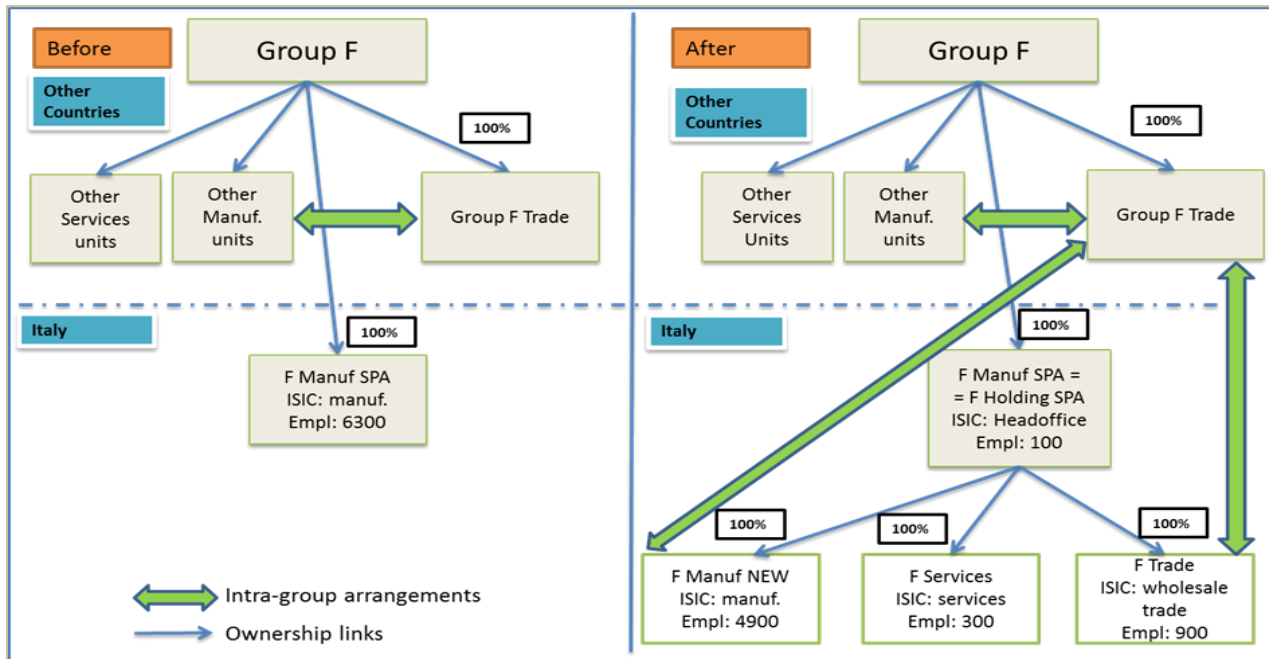 Before
Group F
Other
Countries
100%
Other
Services
units
Other
Manuf.
units
Group F Trade
Italy
100%
F Manuf SPA
ISIC: manuf.
Empl: 6300
Intra-group arrangements
Ownership links
After
Group F
Other
Countries
100%
Other
Services
Units
Other
Manuf.
units
Group F Trade
Italy
100%
F Manuf SPA =
= F Holding SPA
ISIC: Headoffice
Empl: 100
100%
100%
100%
F Manuf NEW
ISIC: manuf.
Empl: 4900
F Services
ISIC: services
Empl: 300
F Trade
ISIC: wholesale
trade
Empl: 900